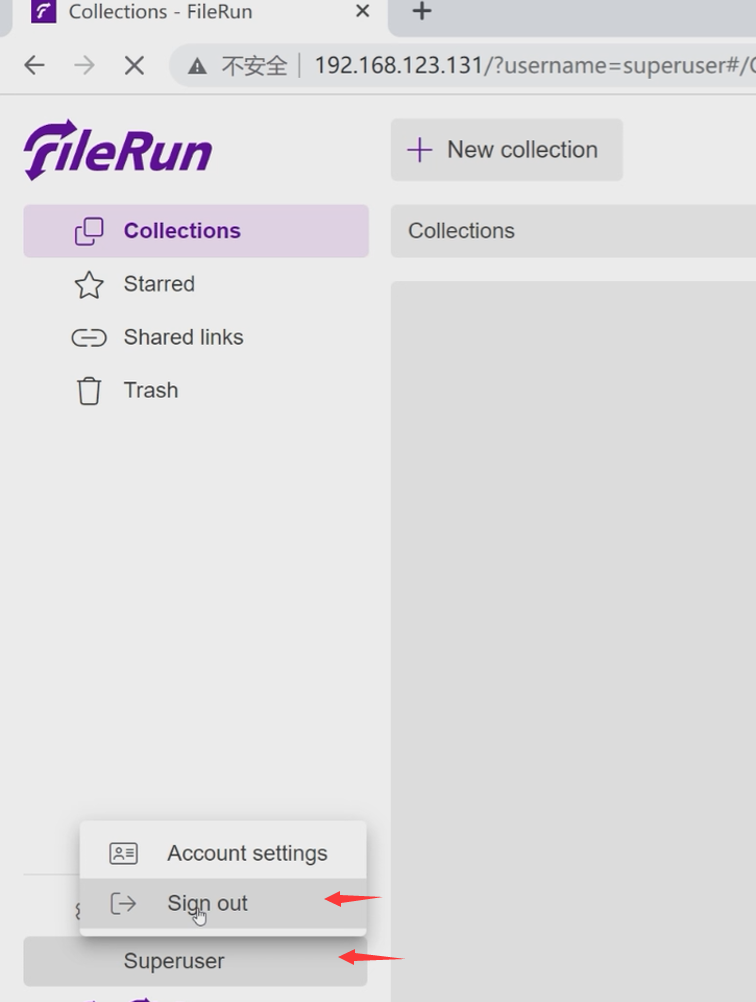 Collections - FileRun
不安全 192.168.123.131/?username=superuser#/
FileRun
New collection
Collections
Collections
Starred
Shared links
Trash
Account settings
Sign out
Superuser